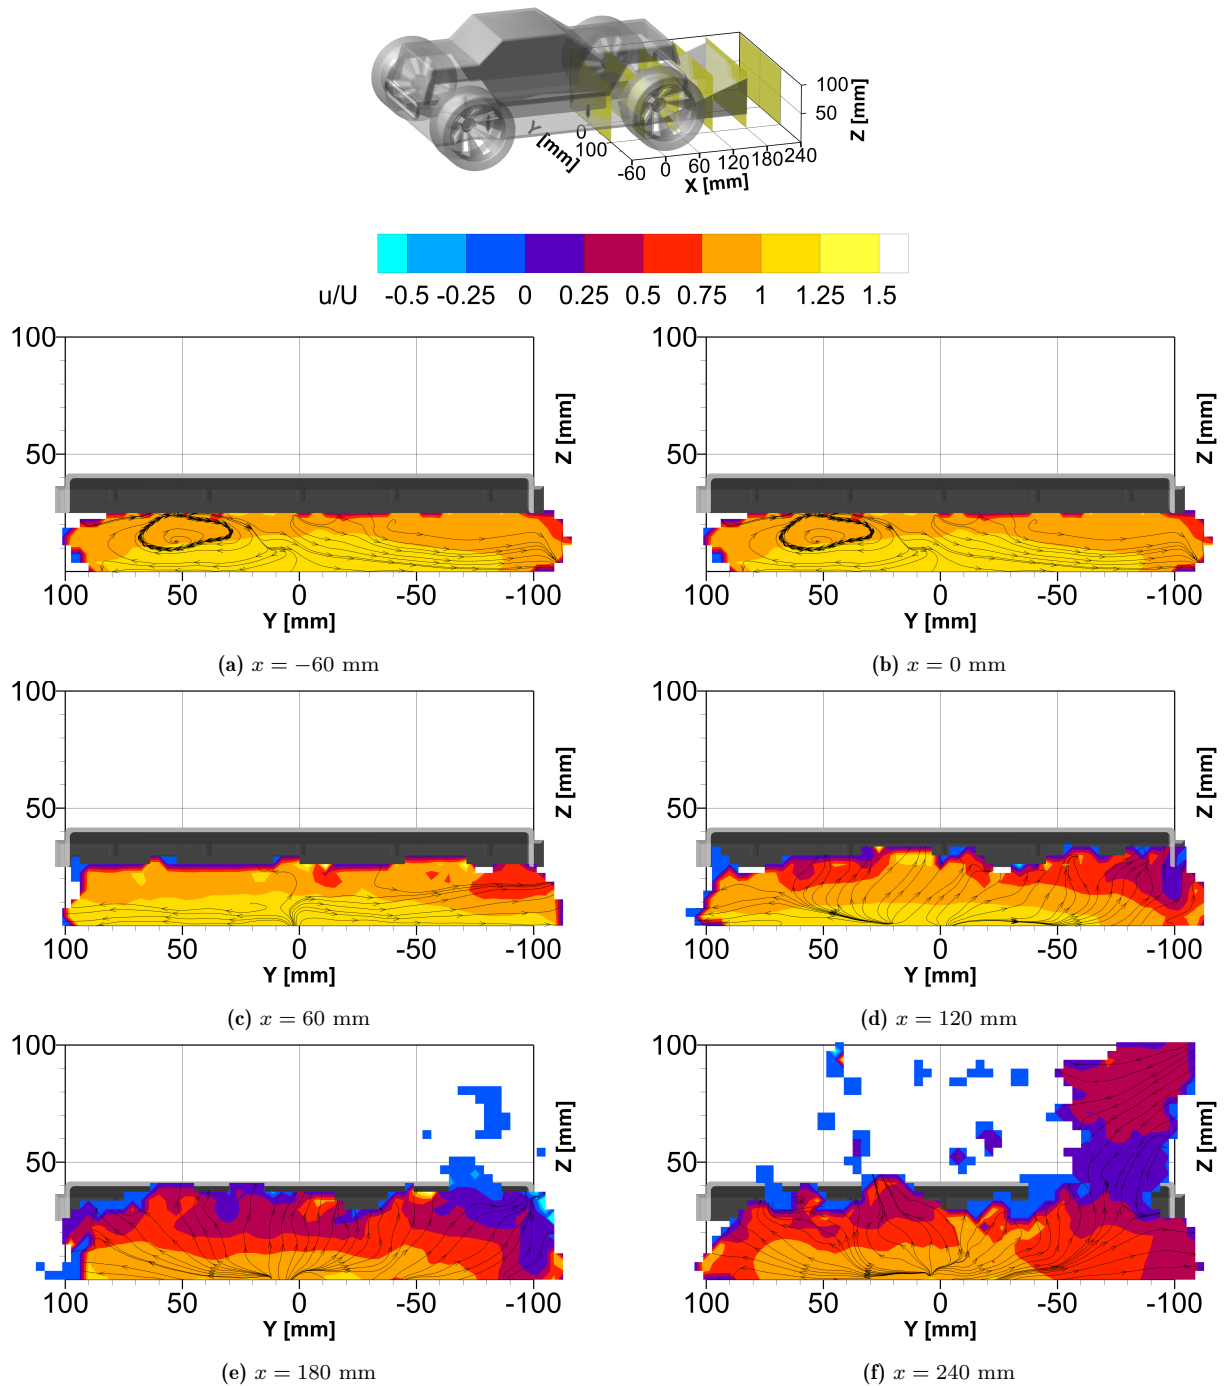 100
50
Z [mm]
0
100
Y [mm]
-60 0 60 120 180 240
X [mm]
u/U -0.5 -0.25 0 0.25 0.5 0.75 1 1.25 1.5
100
50
Z [mm]
100 50 0 -50 -100
Y [mm]
(a) x = −60 mm
100
50
Z [mm]
100 50 0 -50 -100
Y [mm]
(b) x = 0 mm
100
50
Z [mm]
100 50 0 -50 -100
Y [mm]
(c) x = 60 mm
100
50
Z [mm]
100 50 0 -50 -100
Y [mm]
(d) x = 120 mm
100
50
Z [mm]
100 50 0 -50 -100
Y [mm]
(e) x = 180 mm
100
50
Z [mm]
100 50 0 -50 -100
Y [mm]
(f) x = 240 mm